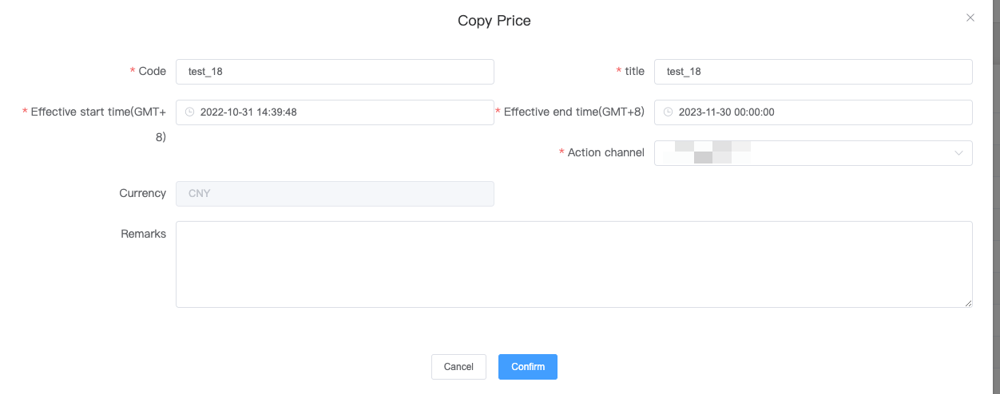 Copy Price
* Code test_18 * title test_18
* Effective start time(GMT+ 2022-10-31 14:39:48 * Effective end time(GMT+8) 2023-11-30 00:00:00
8)
* Action channel
Currency CNY
Remarks
Cancel Confirm